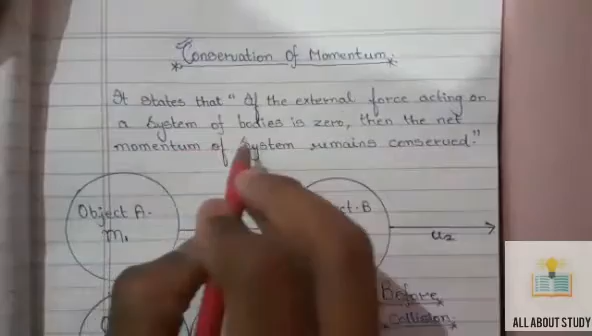 Conservation of Momentum.
It states that " If the external force acting on
a system of bodies is zero, then the net
momentum of system remains conserved."
Object A.
m₁
ct-B
u₂
Before
Collision.
ALL ABOUT STUDY